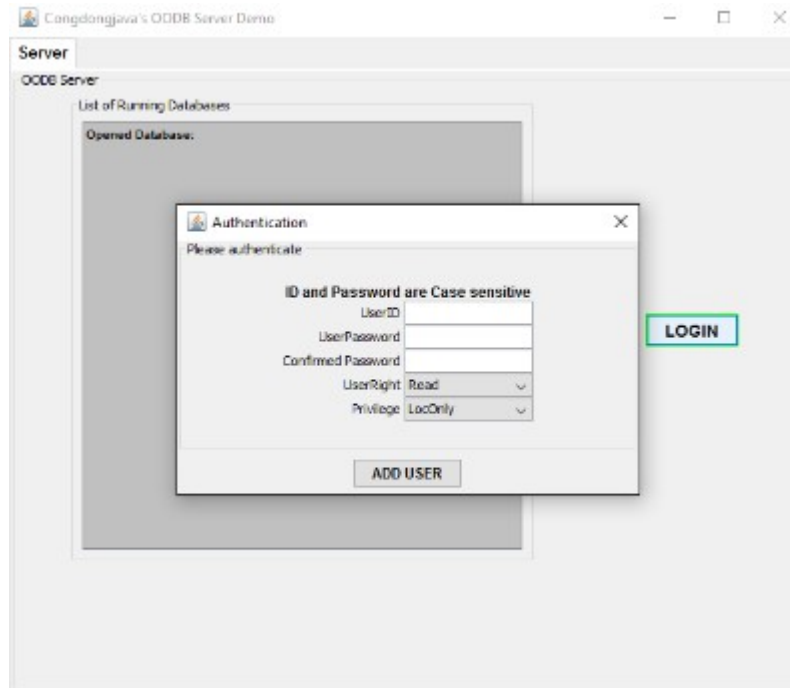 Congdongjava's OODB Server Demo
Server
OODB Server
List of Running Databases
Opened Database:
Authentication
Please authenticate
ID and Password are Case sensitive
UserID
UserPassword
Confirmed Password
UserRight Read
Privilege LocOnly
LOGIN
ADD USER